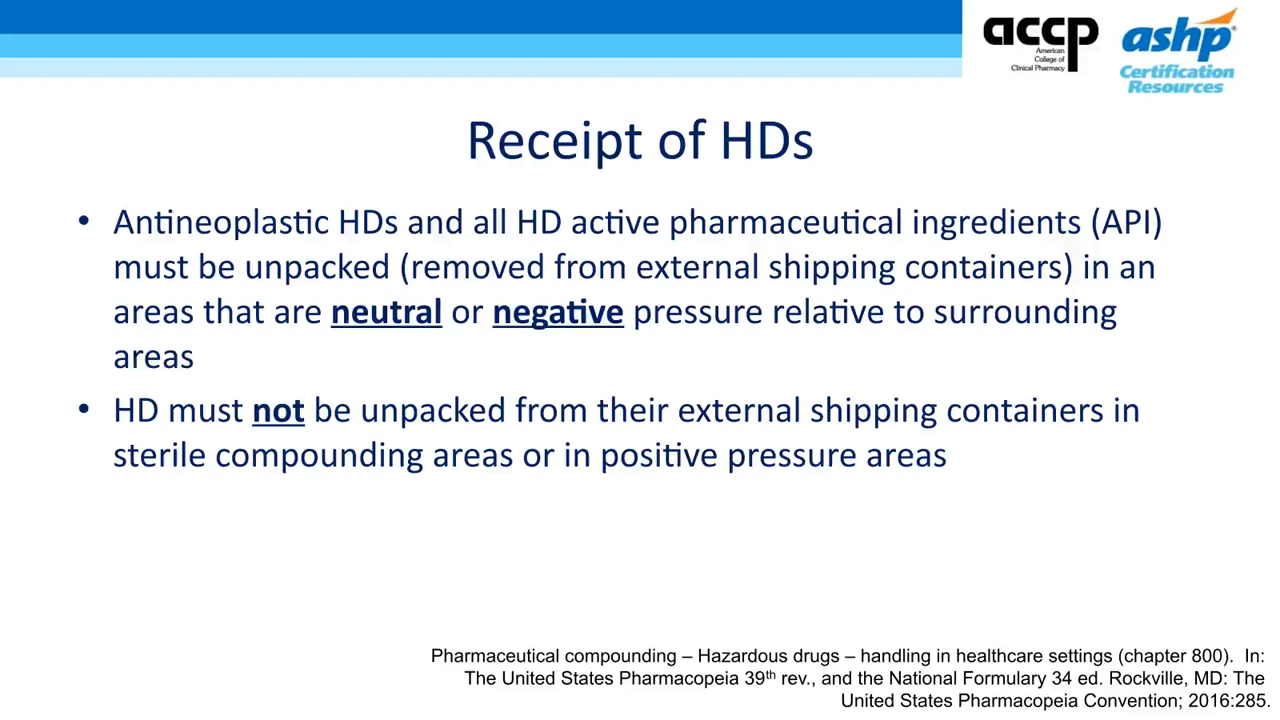 accp
American
College of
Clinical Pharmacy
ashp®
Certification
Resources
Receipt of HDs
• Antineoplastic HDs and all HD active pharmaceutical ingredients (API)
must be unpacked (removed from external shipping containers) in an
areas that are neutral or negative pressure relative to surrounding
areas
• HD must not be unpacked from their external shipping containers in
sterile compounding areas or in positive pressure areas
Pharmaceutical compounding – Hazardous drugs – handling in healthcare settings (chapter 800). In:
The United States Pharmacopeia 39th rev., and the National Formulary 34 ed. Rockville, MD: The
United States Pharmacopeia Convention; 2016:285.